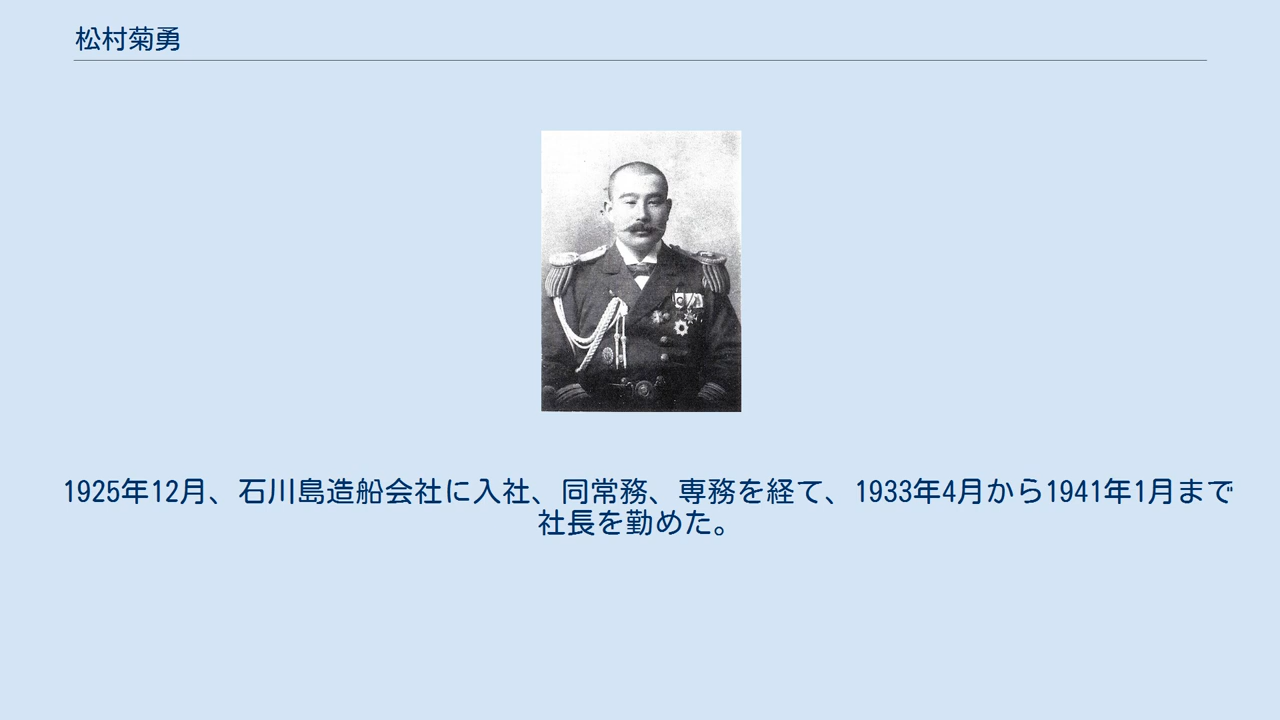 松村菊勇
1925年12月、石川島造船会社に入社、同常務、専務を経て、1933年4月から1941年1月まで
社長を勤めた。